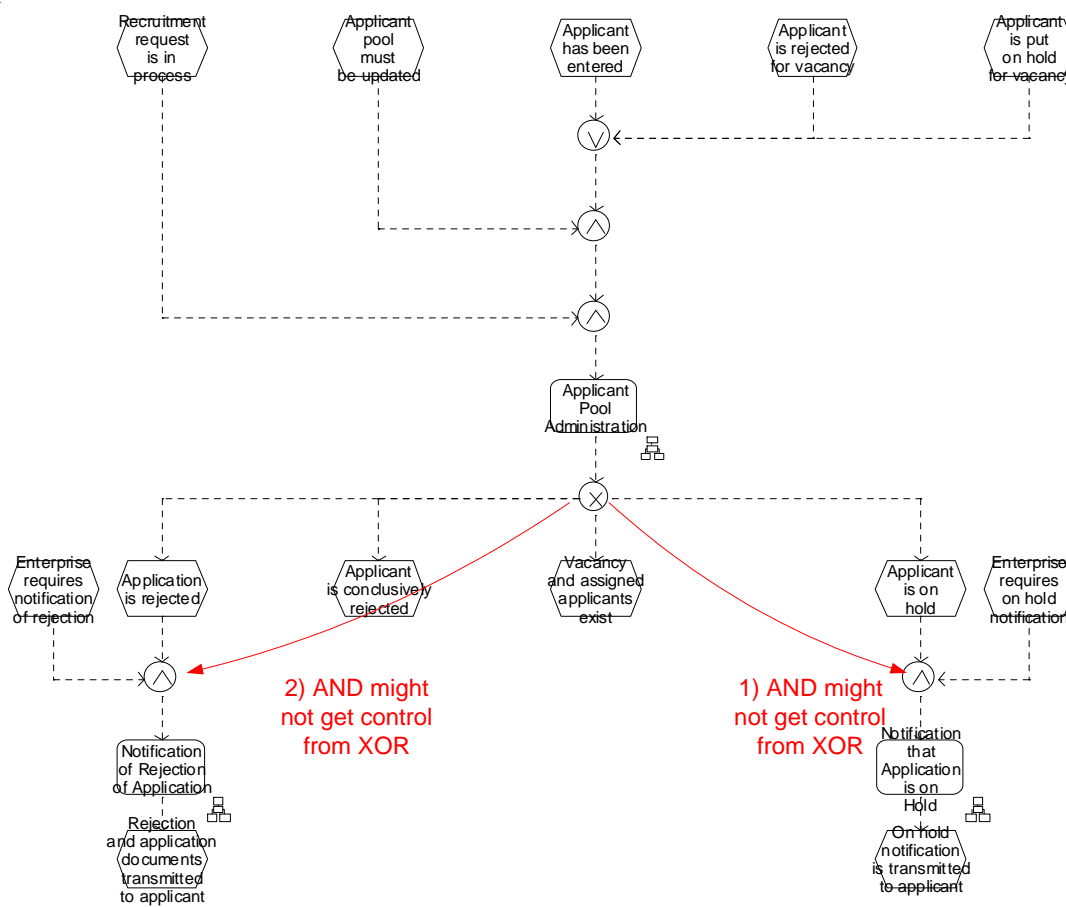 Recruitment
request
is in
process
Applicant
pool
must
be updated
Applicant
has been
entered
Applicant
is rejected
for vacancy
Applicant
is put
on hold
for vacancy
Applicant
Pool
Administration
Enterprise
requires
notification
of rejection
Application
is rejected
Applicant
is conclusively
rejected
Vacancy
and assigned
applicants
exist
Applicant
is on
hold
Enterprise
requires
on hold
notification
2) AND might
not get control
from XOR
1) AND might
not get control
from XOR
Notification
of Rejection
of Application
Notification
that
Application
is on
Hold
Rejection
and application
documents
transmitted
to applicant
On hold
notification
is transmitted
to applicant